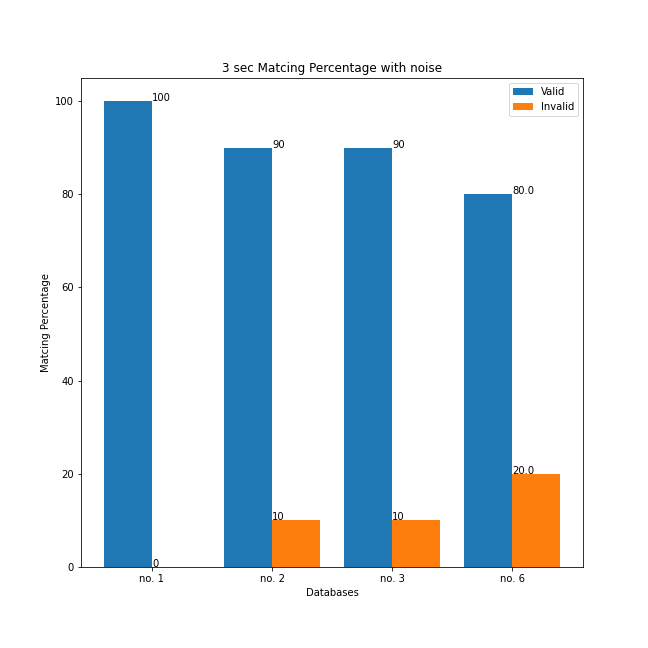 3 sec Matcing Percentage with noise
Valid
Invalid
Matcing Percentage
100
80
60
40
20
0
100
0
90
10
90
10
80.0
20.0
no. 1
no. 2
no. 3
no. 6
Databases